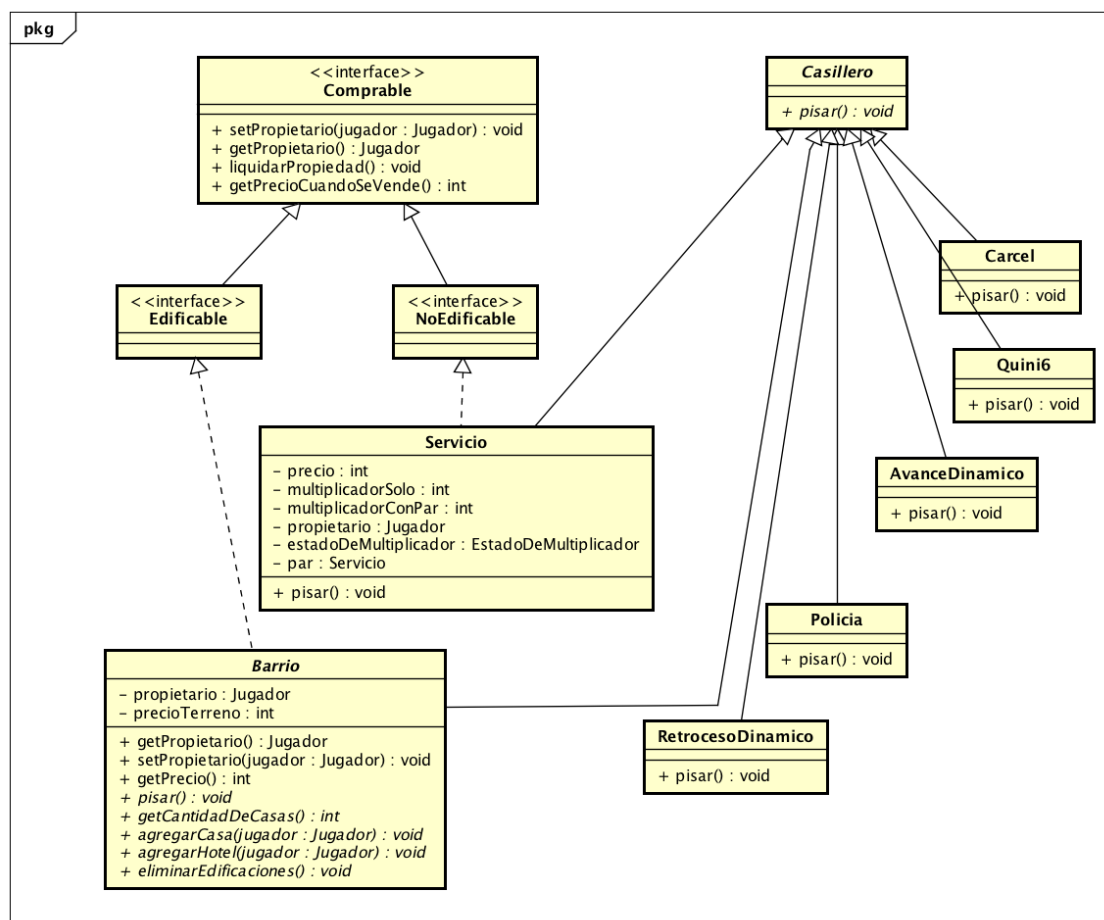 pkg
<<interface>>
Comprable
+ setPropietario(jugador : Jugador) : void
+ getPropietario() : Jugador
+ liquidarPropiedad() : void
+ getPrecioCuandoSeVende() : int
Casillero
+ pisar() : void
<<interface>>
Edificable
<<interface>>
NoEdificable
Carcel
+ pisar() : void
Quini6
+ pisar() : void
Servicio
- precio : int
- multiplicadorSolo : int
- multiplicadorConPar : int
- propietario : Jugador
- estadoDeMultiplicador : EstadoDeMultiplicador
- par : Servicio
+ pisar() : void
AvanceDinamico
+ pisar() : void
Policia
+ pisar() : void
Barrio
- propietario : Jugador
- precioTerreno : int
+ getPropietario() : Jugador
+ setPropietario(jugador : Jugador) : void
+ getPrecio() : int
+ pisar() : void
+ getCantidadDeCasas() : int
+ agregarCasa(jugador : Jugador) : void
+ agregarHotel(jugador : Jugador) : void
+ eliminarEdificaciones() : void
RetrocesoDinamico
+ pisar() : void